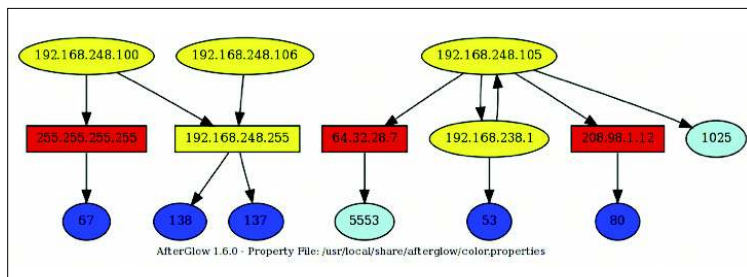 192.168.248.100 192.168.248.106 192.168.248.105
255.255.255.255 192.168.248.255 64.32.28.7 192.168.238.1 208.98.1.12 1025
67 138 137 5553 53 80
AfterGlow 1.6.0 - Property File: /usr/local/share/afterglow/color.properties